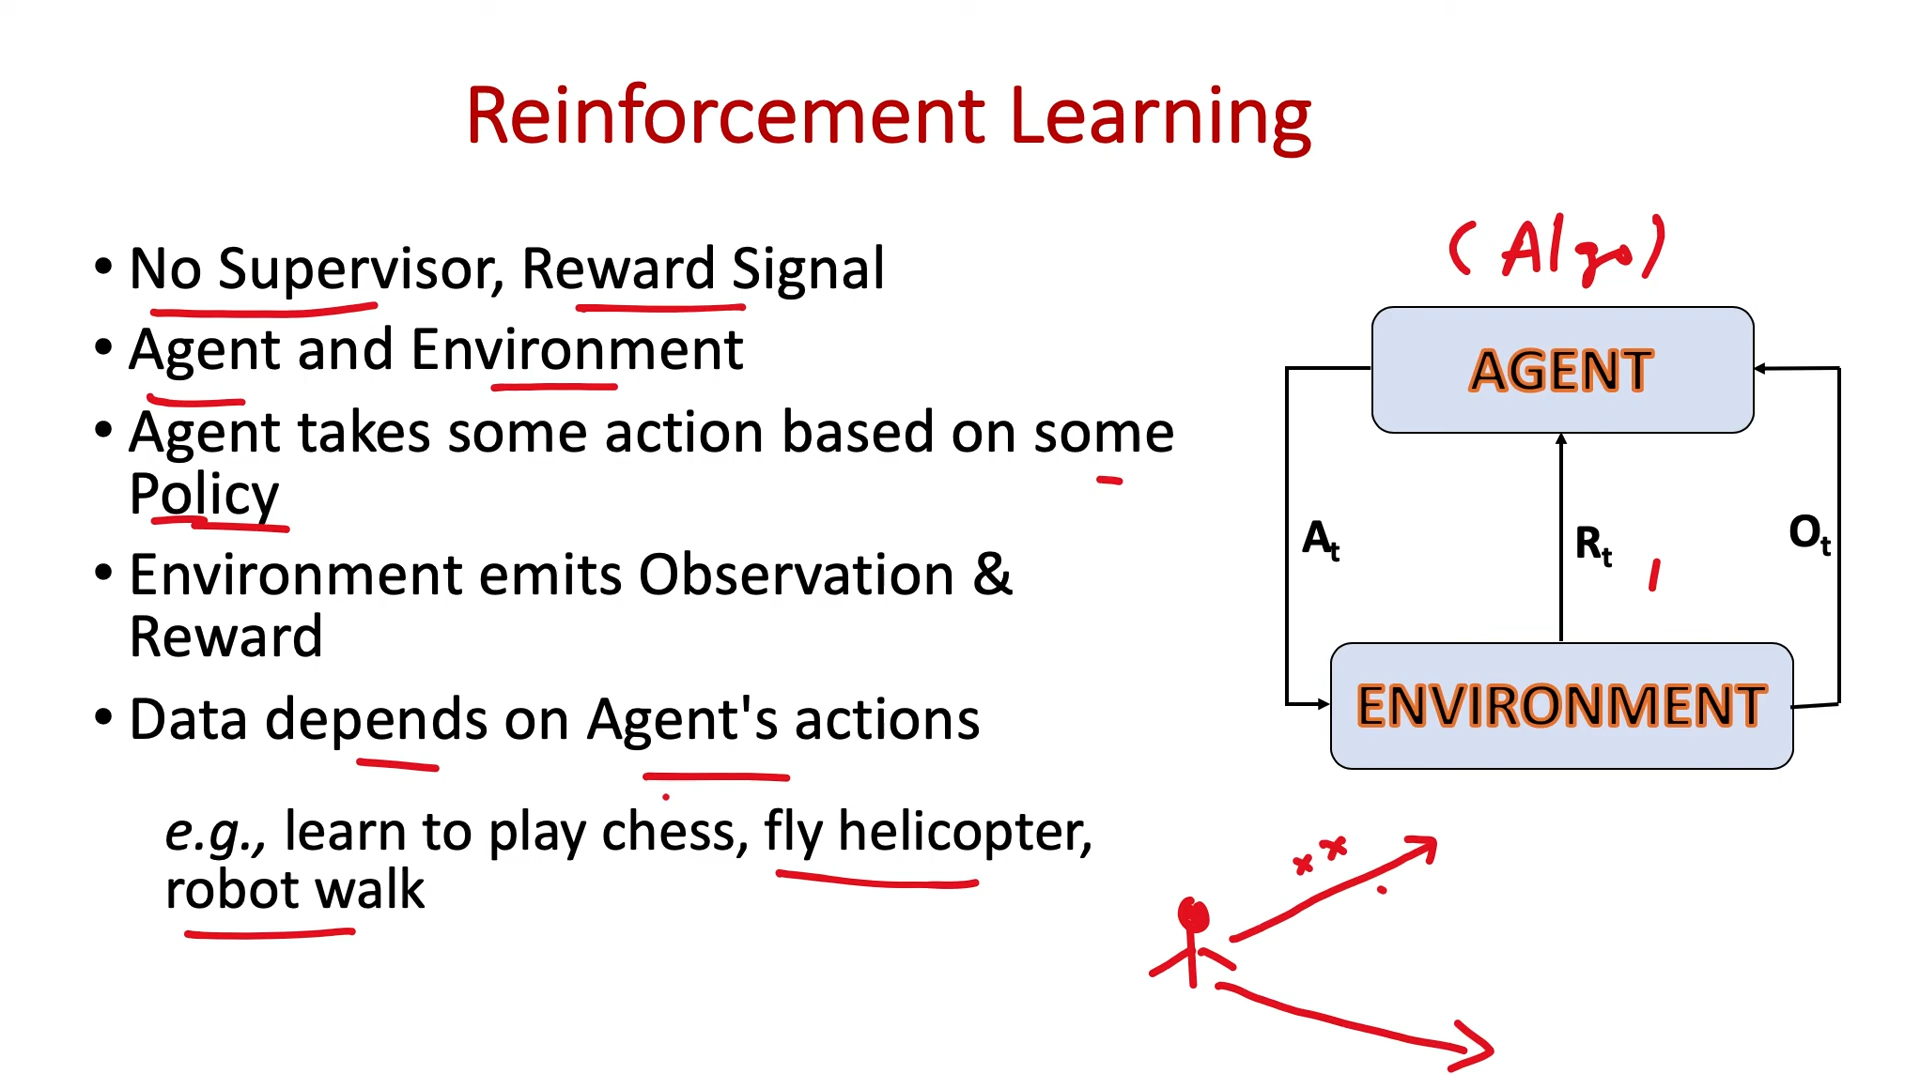 Reinforcement Learning
• No Supervisor, Reward Signal
• Agent and Environment
• Agent takes some action based on some
Policy
• Environment emits Observation &
Reward
• Data depends on Agent's actions
e.g., learn to play chess, fly helicopter,
robot walk
(Algo)
AGENT
At
Rt
Ot
ENVIRONMENT